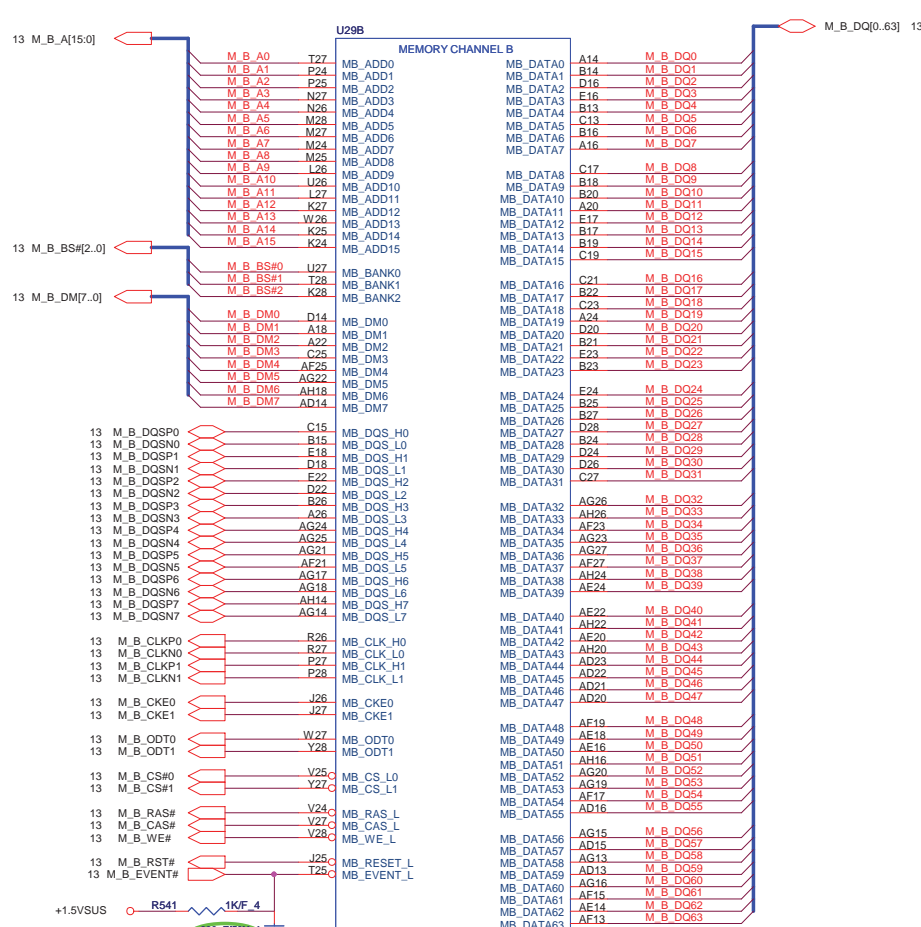 U29B
13 M_B_A[15:0]
M_B_DQ[0..63] 13
MEMORY CHANNEL B
M_B_A0 T27 MB_ADD0 MB_DATA0 A14 M_B_DQ0
M_B_A1 P24 MB_ADD1 MB_DATA1 B14 M_B_DQ1
M_B_A2 P25 MB_ADD2 MB_DATA2 D16 M_B_DQ2
M_B_A3 N27 MB_ADD3 MB_DATA3 E16 M_B_DQ3
M_B_A4 N26 MB_ADD4 MB_DATA4 B13 M_B_DQ4
M_B_A5 M28 MB_ADD5 MB_DATA5 C13 M_B_DQ5
M_B_A6 M27 MB_ADD6 MB_DATA6 B16 M_B_DQ6
M_B_A7 M24 MB_ADD7 MB_DATA7 A16 M_B_DQ7
M_B_A8 M25 MB_ADD8
M_B_A9 L26 MB_ADD9 MB_DATA8 C17 M_B_DQ8
M_B_A10 U26 MB_ADD10 MB_DATA9 B18 M_B_DQ9
M_B_A11 L27 MB_ADD11 MB_DATA10 B20 M_B_DQ10
M_B_A12 K27 MB_ADD12 MB_DATA11 A20 M_B_DQ11
M_B_A13 W26 MB_ADD13 MB_DATA12 E17 M_B_DQ12
M_B_A14 K25 MB_ADD14 MB_DATA13 B17 M_B_DQ13
M_B_A15 K24 MB_ADD15 MB_DATA14 B19 M_B_DQ14
MB_DATA15 C19 M_B_DQ15
13 M_B_BS#[2..0]
M_B_BS#0 U27 MB_BANK0
M_B_BS#1 T28 MB_BANK1 MB_DATA16 C21 M_B_DQ16
M_B_BS#2 K28 MB_BANK2 MB_DATA17 B22 M_B_DQ17
13 M_B_DM[7..0]
MB_DATA18 C23 M_B_DQ18
M_B_DM0 D14 MB_DM0 MB_DATA19 A24 M_B_DQ19
M_B_DM1 A18 MB_DM1 MB_DATA20 D20 M_B_DQ20
M_B_DM2 A22 MB_DM2 MB_DATA21 B21 M_B_DQ21
M_B_DM3 C25 MB_DM3 MB_DATA22 E23 M_B_DQ22
M_B_DM4 AF25 MB_DM4 MB_DATA23 B23 M_B_DQ23
M_B_DM5 AG22 MB_DM5
M_B_DM6 AH18 MB_DM6 MB_DATA24 E24 M_B_DQ24
M_B_DM7 AD14 MB_DM7 MB_DATA25 B25 M_B_DQ25
MB_DATA26 B27 M_B_DQ26
13 M_B_DQSP0 C15 MB_DQS_H0 MB_DATA27 D28 M_B_DQ27
13 M_B_DQSN0 B15 MB_DQS_L0 MB_DATA28 B24 M_B_DQ28
13 M_B_DQSP1 E18 MB_DQS_H1 MB_DATA29 D24 M_B_DQ29
13 M_B_DQSN1 D18 MB_DQS_L1 MB_DATA30 D26 M_B_DQ30
13 M_B_DQSP2 E22 MB_DQS_H2 MB_DATA31 C27 M_B_DQ31
13 M_B_DQSN2 D22 MB_DQS_L2
13 M_B_DQSP3 B26 MB_DQS_H3 MB_DATA32 AG26 M_B_DQ32
13 M_B_DQSN3 A26 MB_DQS_L3 MB_DATA33 AH26 M_B_DQ33
13 M_B_DQSP4 AG24 MB_DQS_H4 MB_DATA34 AF23 M_B_DQ34
13 M_B_DQSN4 AG25 MB_DQS_L4 MB_DATA35 AG23 M_B_DQ35
13 M_B_DQSP5 AG21 MB_DQS_H5 MB_DATA36 AG27 M_B_DQ36
13 M_B_DQSN5 AF21 MB_DQS_L5 MB_DATA37 AF27 M_B_DQ37
13 M_B_DQSP6 AG17 MB_DQS_H6 MB_DATA38 AH24 M_B_DQ38
13 M_B_DQSN6 AG18 MB_DQS_L6 MB_DATA39 AE24 M_B_DQ39
13 M_B_DQSP7 AH14 MB_DQS_H7
13 M_B_DQSN7 AG14 MB_DQS_L7 MB_DATA40 AE22 M_B_DQ40
MB_DATA41 AH22 M_B_DQ41
13 M_B_CLKP0 R26 MB_CLK_H0 MB_DATA42 AE20 M_B_DQ42
13 M_B_CLKN0 R27 MB_CLK_L0 MB_DATA43 AH20 M_B_DQ43
13 M_B_CLKP1 P27 MB_CLK_H1 MB_DATA44 AD23 M_B_DQ44
13 M_B_CLKN1 P28 MB_CLK_L1 MB_DATA45 AD22 M_B_DQ45
MB_DATA46 AD21 M_B_DQ46
13 M_B_CKE0 J26 MB_CKE0 MB_DATA47 AD20 M_B_DQ47
13 M_B_CKE1 J27 MB_CKE1
MB_DATA48 AF19 M_B_DQ48
13 M_B_ODT0 W27 MB_ODT0 MB_DATA49 AE18 M_B_DQ49
13 M_B_ODT1 Y28 MB_ODT1 MB_DATA50 AE16 M_B_DQ50
MB_DATA51 AH16 M_B_DQ51
13 M_B_CS#0 V25 MB_CS_L0 MB_DATA52 AG20 M_B_DQ52
13 M_B_CS#1 Y27 MB_CS_L1 MB_DATA53 AG19 M_B_DQ53
MB_DATA54 AF17 M_B_DQ54
13 M_B_RAS# V24 MB_RAS_L MB_DATA55 AD16 M_B_DQ55
13 M_B_CAS# V27 MB_CAS_L
13 M_B_WE# V28 MB_WE_L MB_DATA56 AG15 M_B_DQ56
MB_DATA57 AD15 M_B_DQ57
13 M_B_RST# J25 MB_RESET_L MB_DATA58 AG13 M_B_DQ58
13 M_B_EVENT# T25 MB_EVENT_L MB_DATA59 AD13 M_B_DQ59
MB_DATA60 AG16 M_B_DQ60
MB_DATA61 AF15 M_B_DQ61
+1.5VSUS R541 1K/F_4 MB_DATA62 AE14 M_B_DQ62
MB_DATA63 AF13 M_B_DQ63